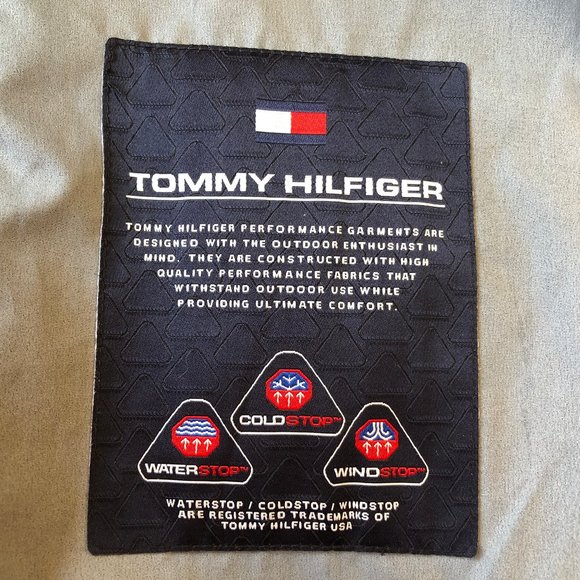 TOMMY HILFIGER
TOMMY HILFIGER PERFORMANCE GARMENTS ARE
DESIGNED WITH THE OUTDOOR ENTHUSIAST IN
MIND. THEY ARE CONSTRUCTED WITH HIGH
QUALITY PERFORMANCE FABRICS THAT
WITHSTAND OUTDOOR USE WHILE
PROVIDING ULTIMATE COMFORT.
COLDSTOP™
WATERSTOP™
WINDSTOP™
WATERSTOP / COLDSTOP / WINDSTOP
ARE REGISTERED TRADEMARKS OF
TOMMY HILFIGER USA